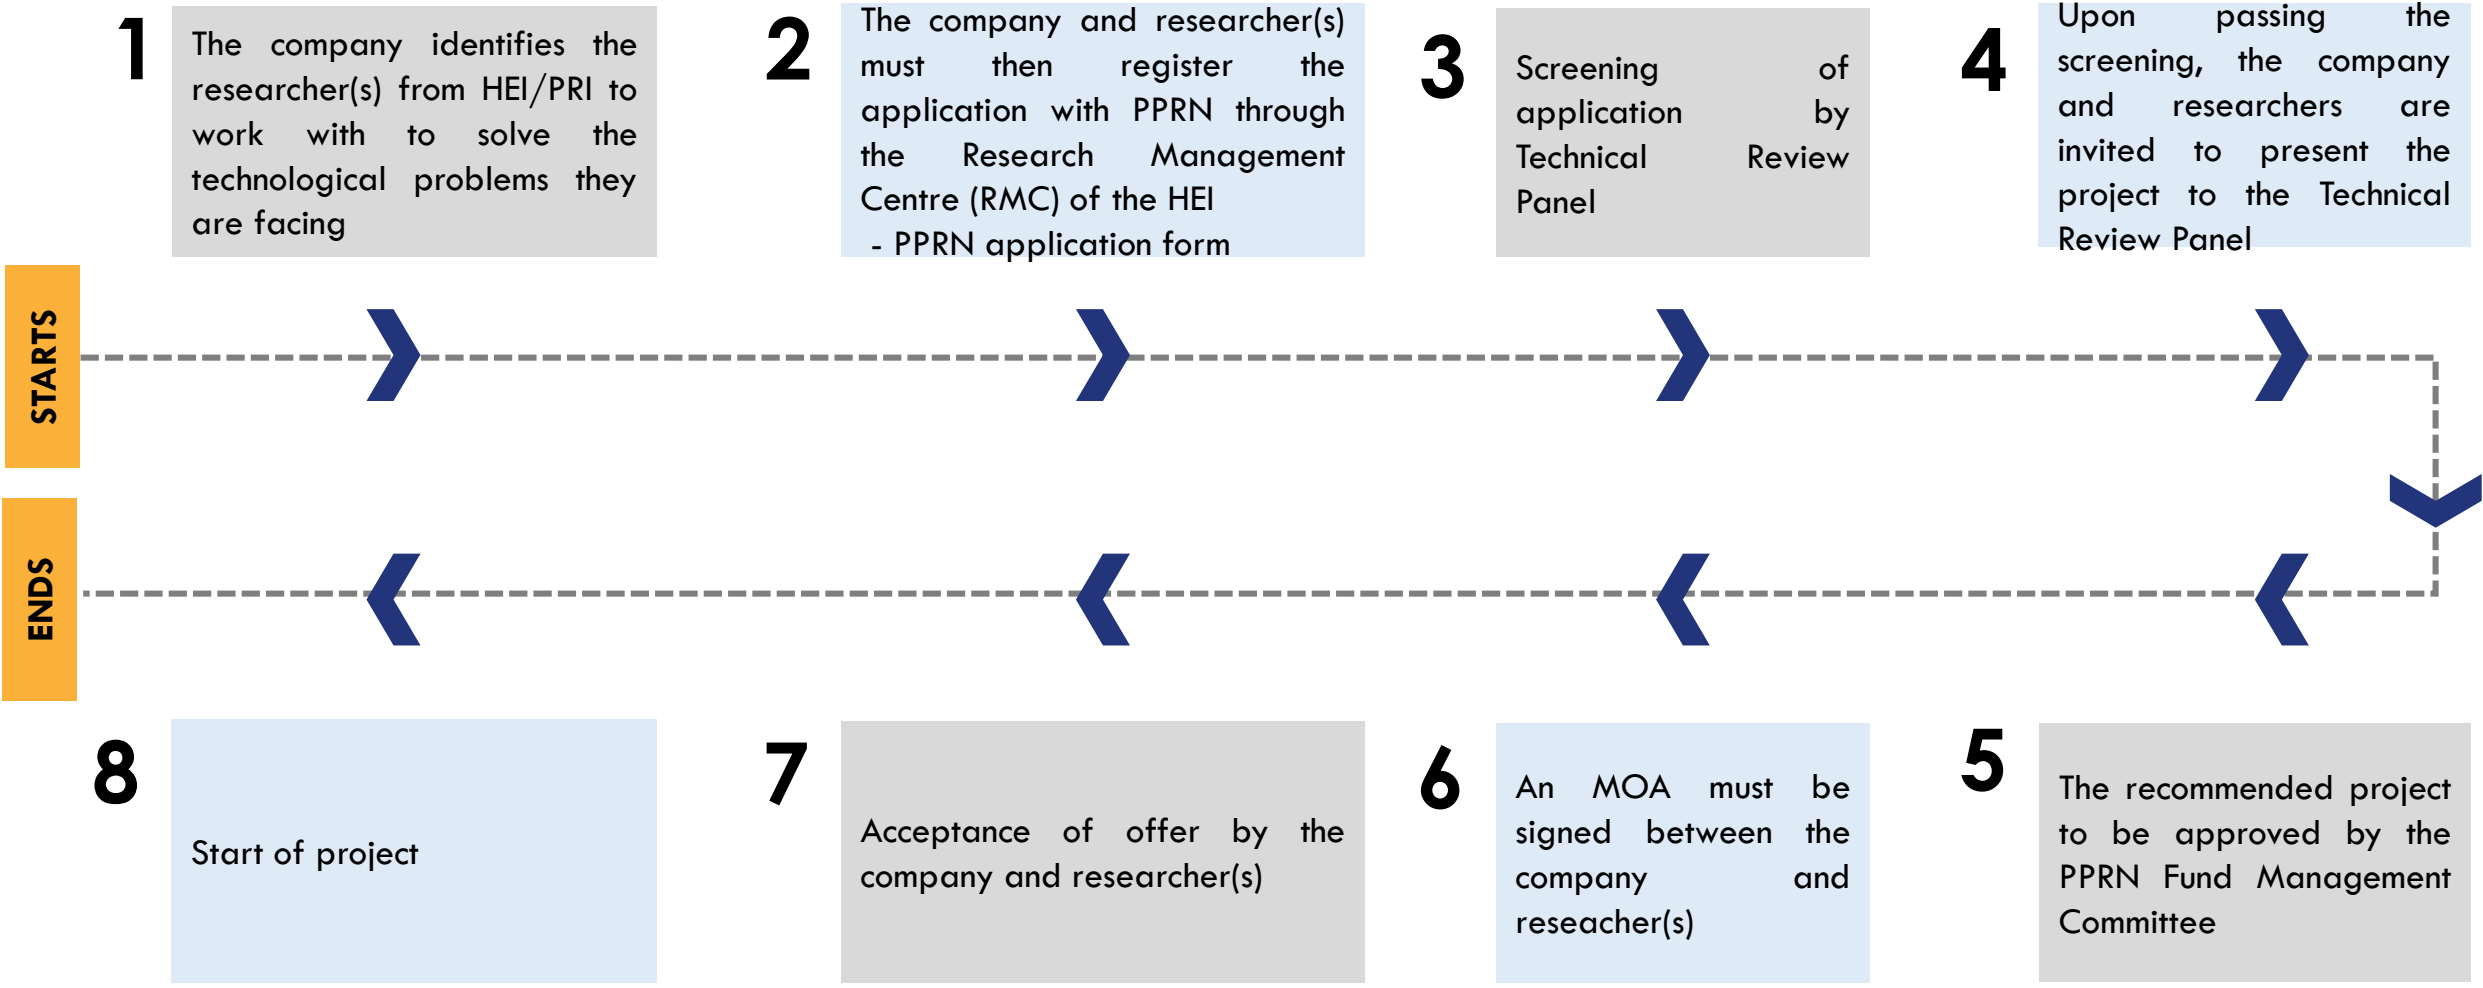 1
The company identifies the
researcher(s) from HEI/PRI to
work with to solve the
technological problems they
are facing
2
The company and researcher(s)
must then register the
application with PPRN through
the Research Management
Centre (RMC) of the HEI
- PPRN application form
3
Screening of
application by
Technical Review
Panel
4
Upon passing the
screening, the company
and researchers are
invited to present the
project to the Technical
Review Panel
STARTS
ENDS
8
Start of project
7
Acceptance of offer by the
company and researcher(s)
6
An MOA must be
signed between the
company and
reseacher(s)
5
The recommended project
to be approved by the
PPRN Fund Management
Committee